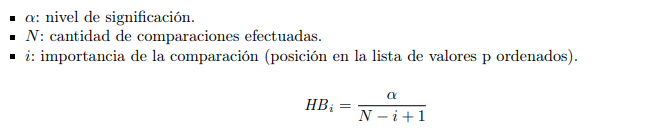 ▪ α: nivel de significación.
▪ N: cantidad de comparaciones efectuadas.
▪ i: importancia de la comparación (posición en la lista de valores p ordenados).
HB_i = α / (N − i + 1)